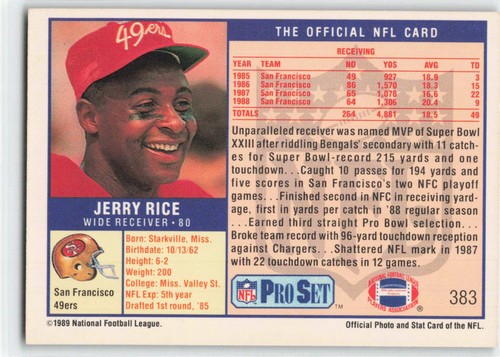 THE OFFICIAL NFL CARD
49ers
RECEIVING
YEAR TEAM NO YDS AV. TD
1985 San Francisco 49 927 18.9 3
1986 San Francisco 86 1,570 18.3 15
1987 San Francisco 65 1,078 16.6 22
1988 San Francisco 64 1,306 20.4 9
TOTALS 264 4,881 18.5 49
Unparalleled receiver was named MVP of Super Bowl
XXIII after riddling Bengals' secondary with 11 catch-
es for Super Bowl-record 215 yards and one
touchdown...Caught 10 passes for 194 yards and
five scores in San Francisco's two NFC playoff
games...Finished second in NFC in receiving yard-
age, first in yards per catch in '88 regular season
...Earned third straight Pro Bowl selection...
Broke team record with 96-yard touchdown reception
against Chargers...Shattered NFL mark in 1987
with 22 touchdown catches in 12 games.
JERRY RICE
WIDE RECEIVER • 80
Born: Starkville, Miss.
Birthdate: 10/13/62
Height: 6-2
Weight: 200
College: Miss. Valley St.
NFL Exp: 5th year
Drafted 1st round, '85
San Francisco
49ers
NFL PRO SET TM
NATIONAL FOOTBALL LEAGUE
PLAYERS ASSOCIATION
383
©1989 National Football League.
Official Photo and Stat Card of the NFL.